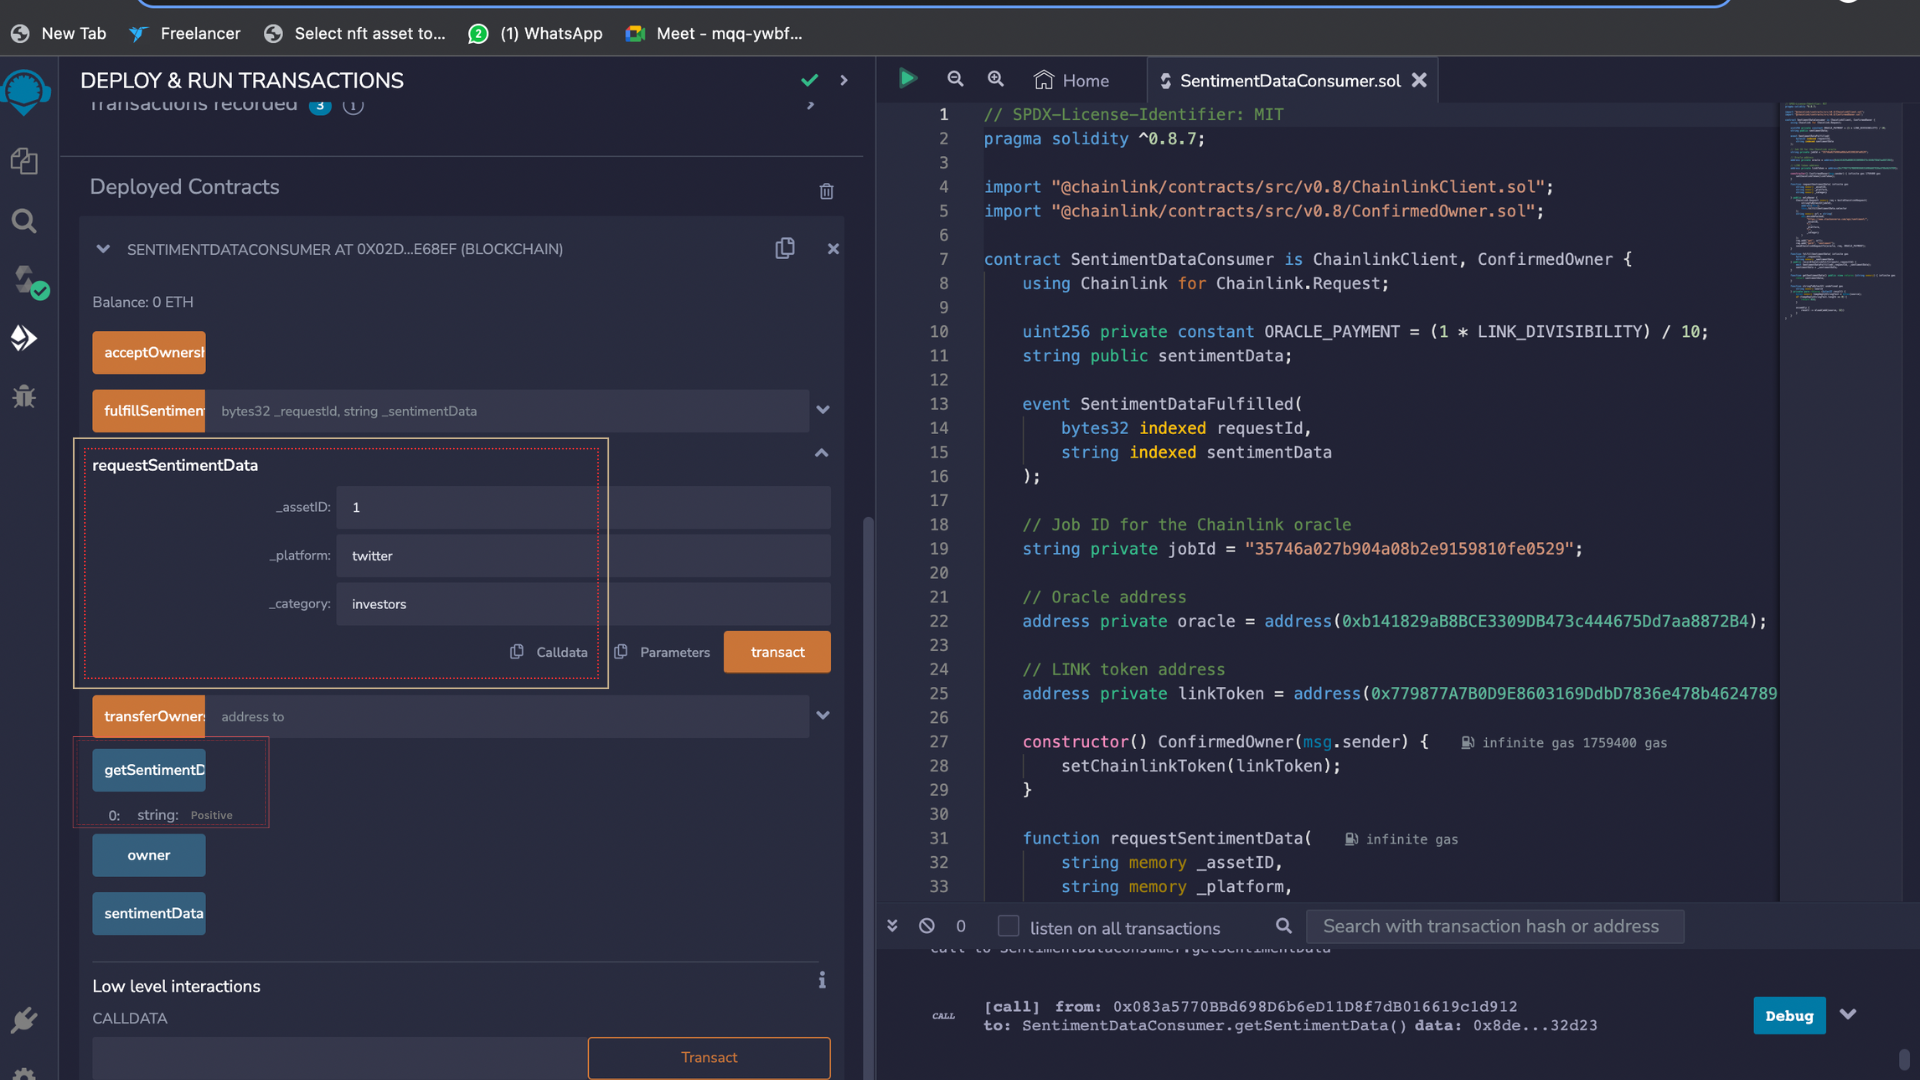 New Tab
Freelancer
Select nft asset to...
(1) WhatsApp
Meet - mqq-ywbf...
DEPLOY & RUN TRANSACTIONS
Transactions recorded 3 i
Deployed Contracts
SENTIMENTDATACONSUMER AT 0X02D...E68EF (BLOCKCHAIN)
Balance: 0 ETH
acceptOwnersh
fulfillSentimen
bytes32 _requestId, string _sentimentData
requestSentimentData
_assetID: 1
_platform: twitter
_category: investors
Calldata
Parameters
transact
transferOwners
address to
getSentimentD
0: string: Positive
owner
sentimentData
Low level interactions
i
CALLDATA
Transact
Home
SentimentDataConsumer.sol
1 // SPDX-License-Identifier: MIT
2 pragma solidity ^0.8.7;
3
4 import "@chainlink/contracts/src/v0.8/ChainlinkClient.sol";
5 import "@chainlink/contracts/src/v0.8/ConfirmedOwner.sol";
6
7 contract SentimentDataConsumer is ChainlinkClient, ConfirmedOwner {
8 using Chainlink for Chainlink.Request;
9
10 uint256 private constant ORACLE_PAYMENT = (1 * LINK_DIVISIBILITY) / 10;
11 string public sentimentData;
12
13 event SentimentDataFulfilled(
14 bytes32 indexed requestId,
15 string indexed sentimentData
16 );
17
18 // Job ID for the Chainlink oracle
19 string private jobId = "35746a027b904a08b2e9159810fe0529";
20
21 // Oracle address
22 address private oracle = address(0xb141829aB8BCE3309DB473c444675Dd7aa8872B4);
23
24 // LINK token address
25 address private linkToken = address(0x779877A7B0D9E8603169DdbD7836e478b4624789
26
27 constructor() ConfirmedOwner(msg.sender) { infinite gas 1759400 gas
28 setChainlinkToken(linkToken);
29 }
30
31 function requestSentimentData( infinite gas
32 string memory _assetID,
33 string memory _platform,
0
listen on all transactions
Search with transaction hash or address
call to SentimentDataConsumer.getSentimentData
CALL
[call] from: 0x083a5770BBd698D6b6eD11D8f7dB016619c1d912
to: SentimentDataConsumer.getSentimentData() data: 0x8de...32d23
Debug